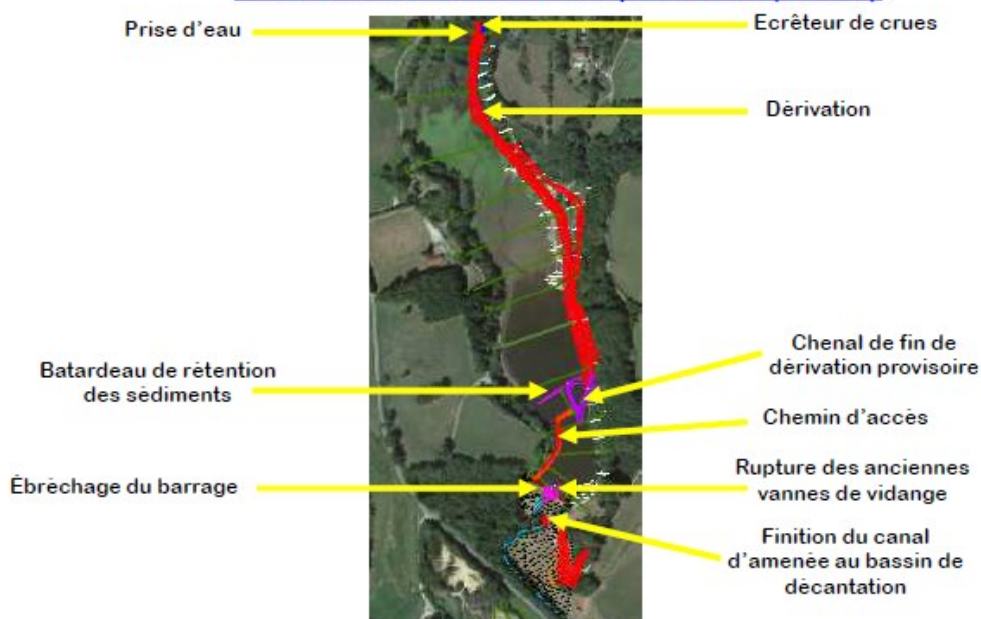 Prise d'eau
Ecrêteur de crues
Dérivation
Chenal de fin de
dérivation provisoire
Batardeau de rétention
des sédiments
Chemin d'accès
Ébrèchage du barrage
Rupture des anciennes
vannes de vidange
Finition du canal
d'amenée au bassin de
décantation